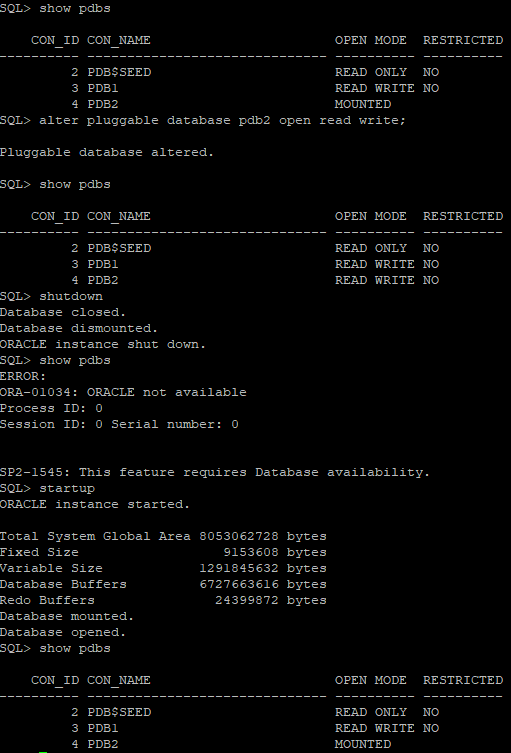 SQL> show pdbs
    CON_ID CON_NAME                       OPEN MODE  RESTRICTED
---------- ------------------------------ ---------- ----------
         2 PDB$SEED                       READ ONLY  NO
         3 PDB1                           READ WRITE NO
         4 PDB2                           MOUNTED
SQL> alter pluggable database pdb2 open read write;
Pluggable database altered.
SQL> show pdbs
    CON_ID CON_NAME                       OPEN MODE  RESTRICTED
---------- ------------------------------ ---------- ----------
         2 PDB$SEED                       READ ONLY  NO
         3 PDB1                           READ WRITE NO
         4 PDB2                           READ WRITE NO
SQL> shutdown
Database closed.
Database dismounted.
ORACLE instance shut down.
SQL> show pdbs
ERROR:
ORA-01034: ORACLE not available
Process ID: 0
Session ID: 0 Serial number: 0
SP2-1545: This feature requires Database availability.
SQL> startup
ORACLE instance started.
Total System Global Area 8053062728 bytes
Fixed Size                  9153608 bytes
Variable Size            1291845632 bytes
Database Buffers         6727663616 bytes
Redo Buffers               24399872 bytes
Database mounted.
Database opened.
SQL> show pdbs
    CON_ID CON_NAME                       OPEN MODE  RESTRICTED
---------- ------------------------------ ---------- ----------
         2 PDB$SEED                       READ ONLY  NO
         3 PDB1                           READ WRITE NO
         4 PDB2                           MOUNTED